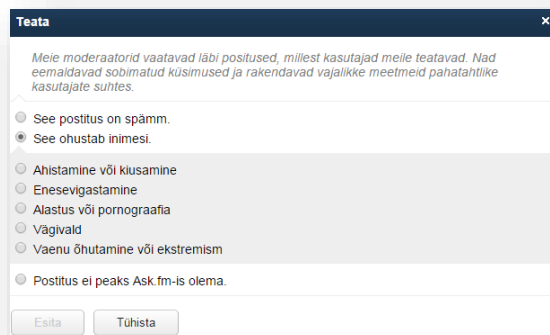 Teata
Meie moderaatorid vaatavad läbi positused, millest kasutajad meile teatavad. Nad
eemaldavad sobimatud küsimused ja rakendavad vajalikke meetmeid pahatahtlike
kasutajate suhtes.
See postitus on spämm.
See ohustab inimesi.
Ahistamine või kiusamine
Enesevigastamine
Alastus või pornograafia
Vägivald
Vaenu õhutamine või ekstremism
Postitus ei peaks Ask.fm-is olema.
Esita Tühista